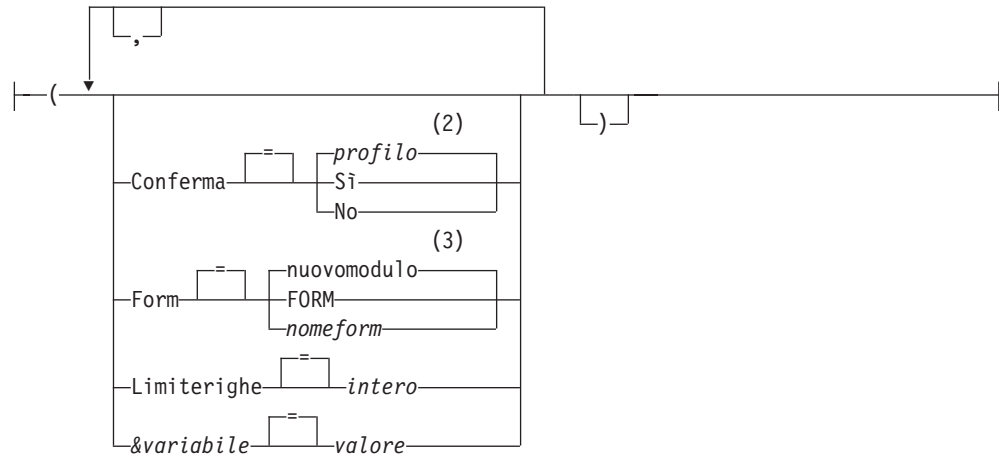 ,
(
)
(2)
= profilo
Conferma Sì
No
(3)
= nuovomodulo
Form FORM
nomeform
=
Limiterighe intero
=
&variabile valore